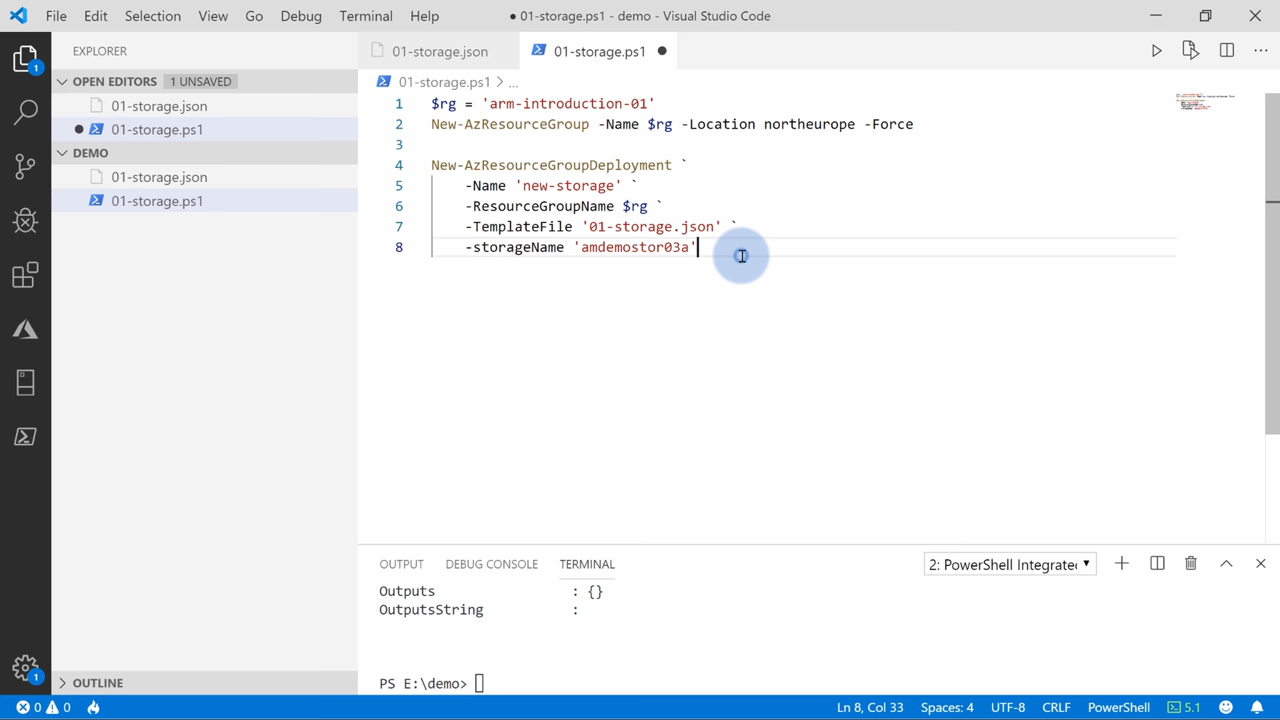 File Edit Selection View Go Debug Terminal Help
● 01-storage.ps1 - demo - Visual Studio Code
EXPLORER
OPEN EDITORS 1 UNSAVED
01-storage.json
01-storage.ps1
DEMO
01-storage.json
01-storage.ps1
OUTLINE
1
1
01-storage.json
01-storage.ps1 ●
01-storage.ps1 > ...
1 $rg = 'arm-introduction-01'
2 New-AzResourceGroup -Name $rg -Location northeurope -Force
3
4 New-AzResourceGroupDeployment `
5 -Name 'new-storage' `
6 -ResourceGroupName $rg `
7 -TemplateFile '01-storage.json' `
8 -storageName 'amdemostor03a'
OUTPUT DEBUG CONSOLE TERMINAL
2: PowerShell Integrated
Outputs : {}
OutputsString :
PS E:\demo>
0 0
Ln 8, Col 33 Spaces: 4 UTF-8 CRLF PowerShell 5.1